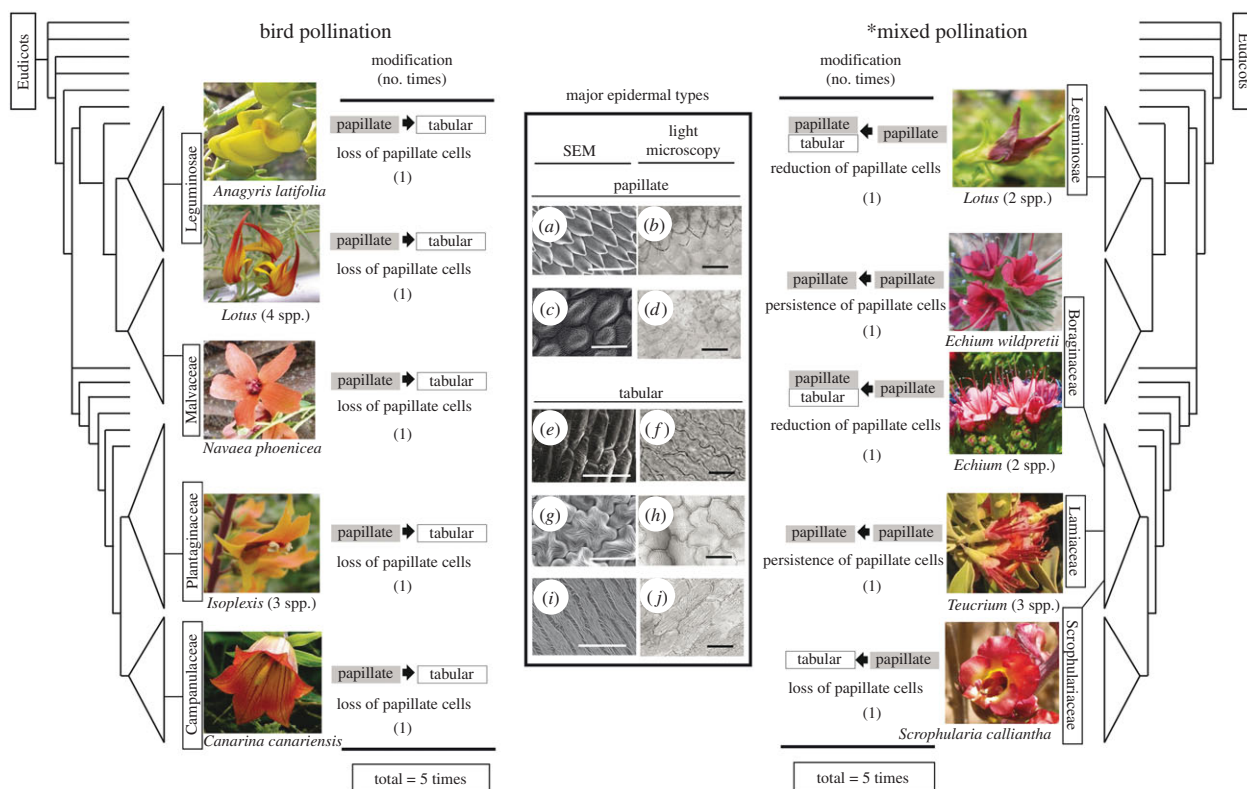 Eudicots
bird pollination
modification
(no. times)
Leguminosae
papillate
tabular
loss of papillate cells
(1)
Anagyris latifolia
papillate
tabular
loss of papillate cells
(1)
Lotus (4 spp.)
Malvaceae
papillate
tabular
loss of papillate cells
(1)
Navaea phoenicea
Plantaginaceae
papillate
tabular
loss of papillate cells
(1)
Isoplexis (3 spp.)
Campanulaceae
papillate
tabular
loss of papillate cells
(1)
Canarina canariensis
total = 5 times
major epidermal types
SEM
light
microscopy
papillate
(a)
(b)
(c)
(d)
tabular
(e)
(f)
(g)
(h)
(i)
(j)
*mixed pollination
Eudicots
modification
(no. times)
papillate
tabular
papillate
reduction of papillate cells
(1)
Lotus (2 spp.)
Leguminosae
papillate
papillate
persistence of papillate cells
(1)
Echium wildpretii
Boraginaceae
papillate
tabular
papillate
reduction of papillate cells
(1)
Echium (2 spp.)
papillate
papillate
persistence of papillate cells
(1)
Teucrium (3 spp.)
Lamiaceae
tabular
papillate
loss of papillate cells
(1)
Scrophularia calliantha
Scrophulariaceae
total = 5 times